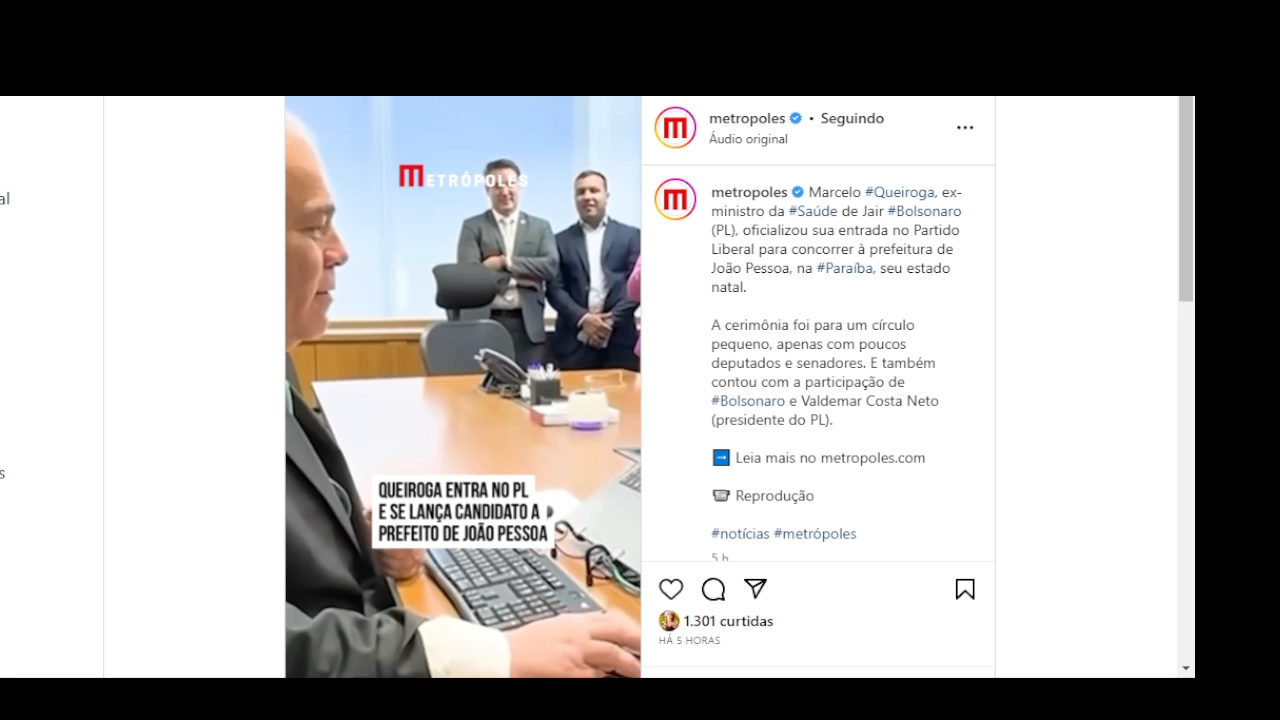 al
s
METRÓPOLES
QUEIROGA ENTRA NO PL
E SE LANÇA CANDIDATO A
PREFEITO DE JOÃO PESSOA
metropoles • Seguindo
Áudio original
metropoles Marcelo #Queiroga, ex-
ministro da #Saúde de Jair #Bolsonaro
(PL), oficializou sua entrada no Partido
Liberal para concorrer à prefeitura de
João Pessoa, na #Paraíba, seu estado
natal.
A cerimônia foi para um círculo
pequeno, apenas com poucos
deputados e senadores. E também
contou com a participação de
#Bolsonaro e Valdemar Costa Neto
(presidente do PL).
Leia mais no metropoles.com
Reprodução
#notícias #metrópoles
5 h
1.301 curtidas
HÁ 5 HORAS